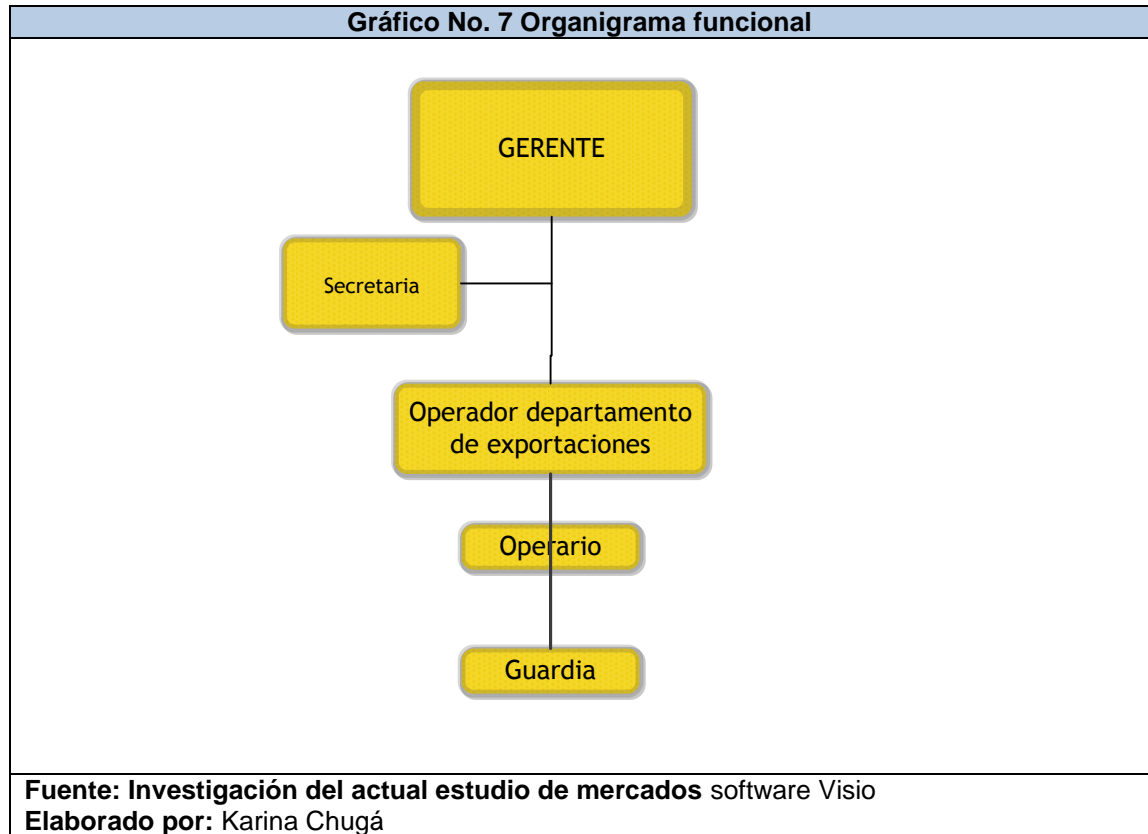 Gráfico No. 7 Organigrama funcional
GERENTE
Secretaria
Operador departamento
de exportaciones
Operario
Guardia
Fuente: Investigación del actual estudio de mercados software Visio
Elaborado por: Karina Chugá